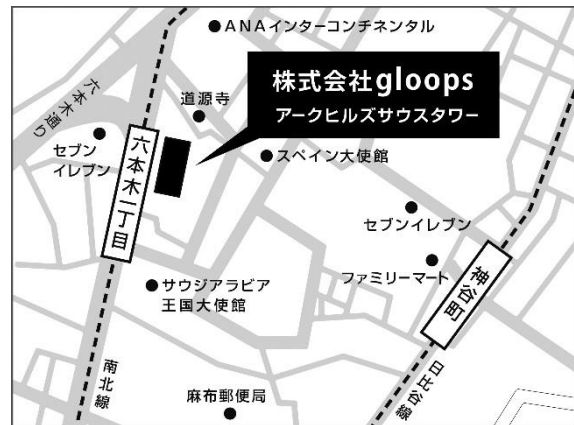 ANAインターコンチネンタル
株式会社gloops
アークヒルズサウスタワー
道源寺
六本木通り
セブン
イレブン
六本木一丁目
スペイン大使館
セブンイレブン
ファミリーマート
神谷町
サウジアラビア
王国大使館
南北線
麻布郵便局
日比谷線